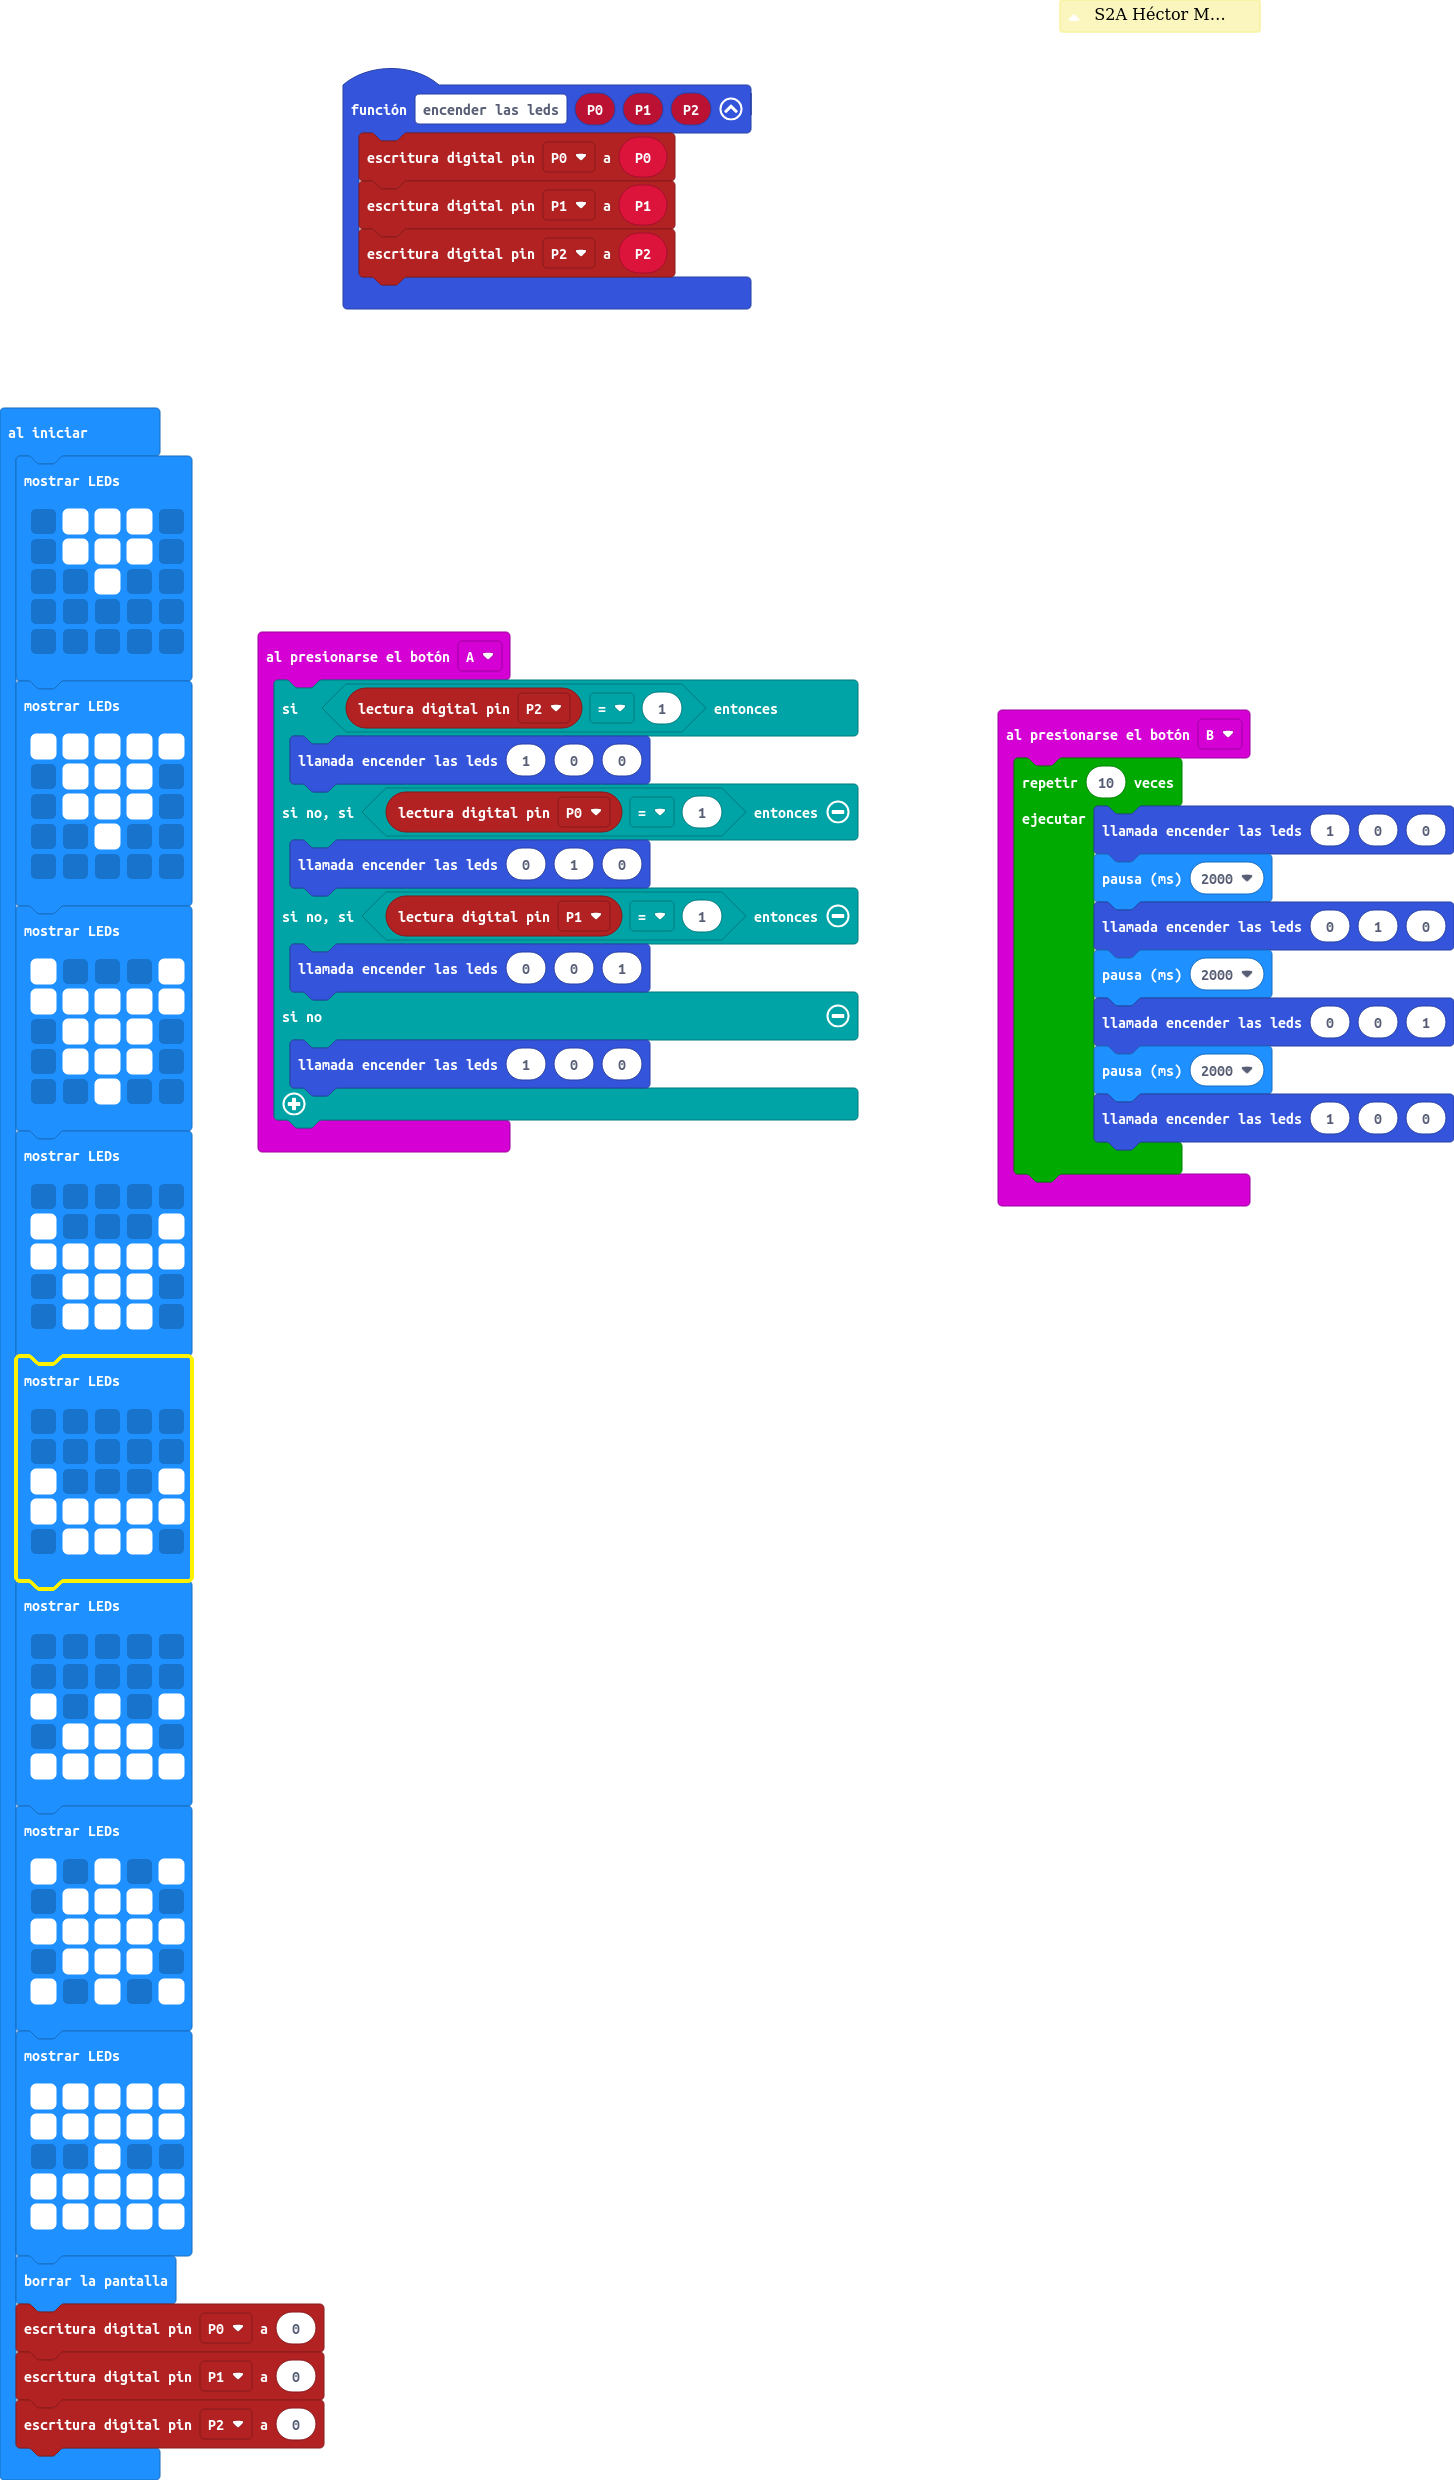 S2A Héctor M...
función encender las leds P0 P1 P2
escritura digital pin P0 a P0
escritura digital pin P1 a P1
escritura digital pin P2 a P2
al iniciar
mostrar LEDs
mostrar LEDs
mostrar LEDs
mostrar LEDs
mostrar LEDs
mostrar LEDs
mostrar LEDs
mostrar LEDs
borrar la pantalla
escritura digital pin P0 a 0
escritura digital pin P1 a 0
escritura digital pin P2 a 0
al presionarse el botón A
si lectura digital pin P2 = 1 entonces
llamada encender las leds 1 0 0
si no, si lectura digital pin P0 = 1 entonces
llamada encender las leds 0 1 0
si no, si lectura digital pin P1 = 1 entonces
llamada encender las leds 0 0 1
si no
llamada encender las leds 1 0 0
al presionarse el botón B
repetir 10 veces
ejecutar llamada encender las leds 1 0 0
pausa (ms) 2000
llamada encender las leds 0 1 0
pausa (ms) 2000
llamada encender las leds 0 0 1
pausa (ms) 2000
llamada encender las leds 1 0 0